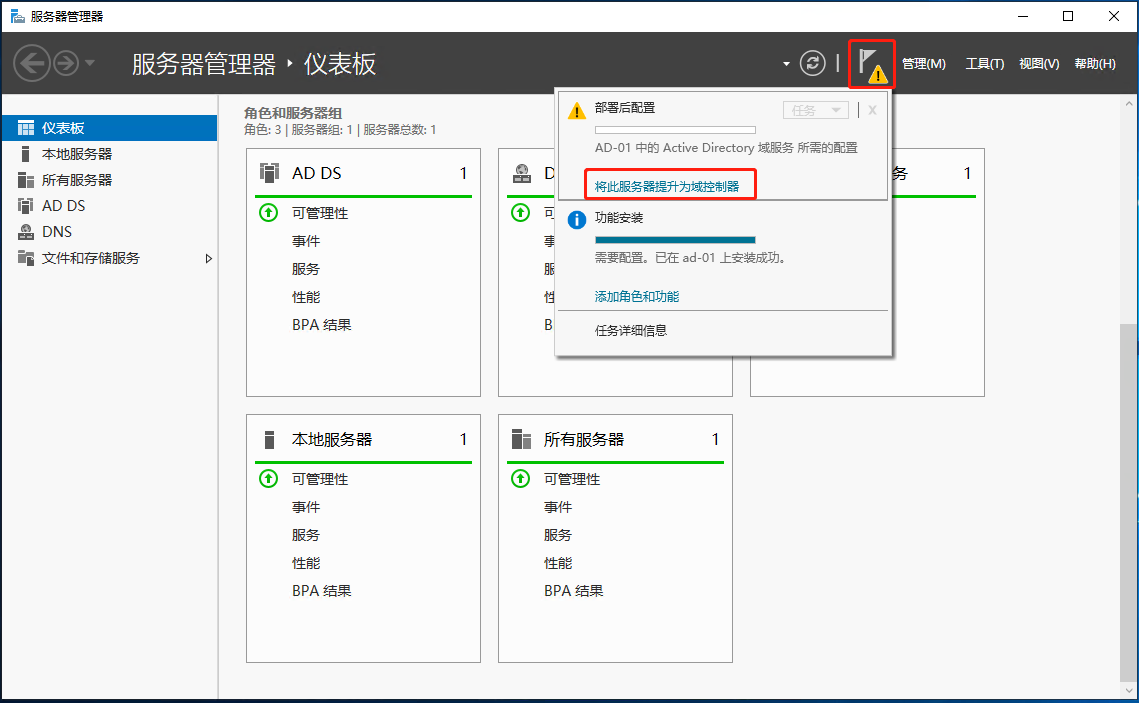 服务器管理器
服务器管理器 · 仪表板
管理(M) 工具(T) 视图(V) 帮助(H)
仪表板
本地服务器
所有服务器
AD DS
DNS
文件和存储服务
角色和服务器组
角色: 3 | 服务器组: 1 | 服务器总数: 1
AD DS 1
可管理性
事件
服务
性能
BPA 结果
D
可
事
服
性
B
务 1
部署后配置
任务 X
AD-01 中的 Active Directory 域服务 所需的配置
将此服务器提升为域控制器
功能安装
需要配置。已在 ad-01 上安装成功。
添加角色和功能
任务详细信息
本地服务器 1
可管理性
事件
服务
性能
BPA 结果
所有服务器 1
可管理性
事件
服务
性能
BPA 结果